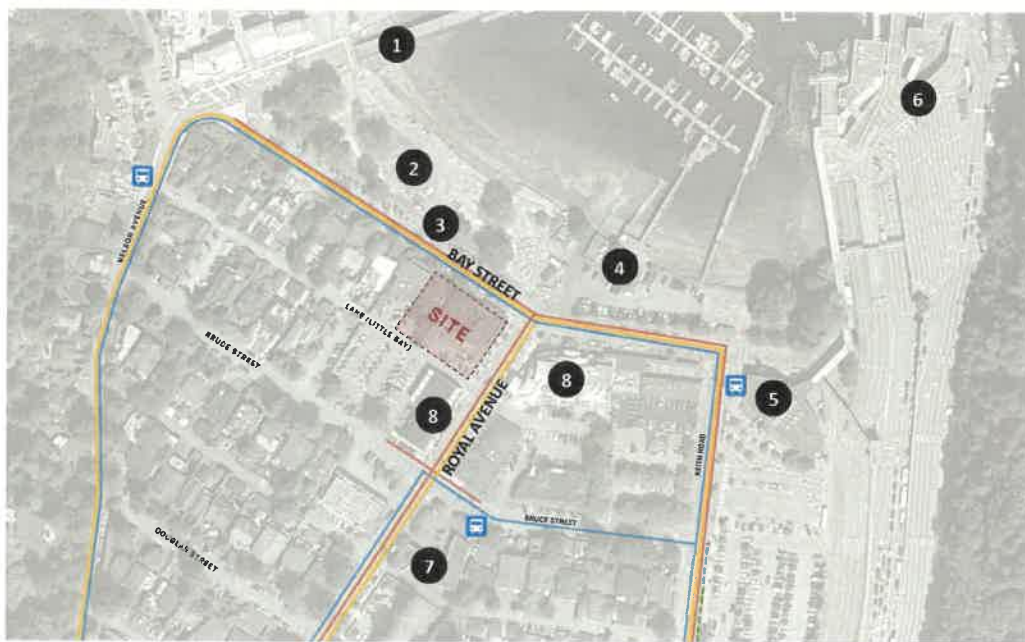 1
6
2
3
4
NELSON AVENUE
BAY STREET
LANE (LITTLE BAY)
SITE
BRUCE STREET
8
8
5
ROYAL AVENUE
KEITH ROAD
BRUCE STREET
DOUGLAS STREET
7